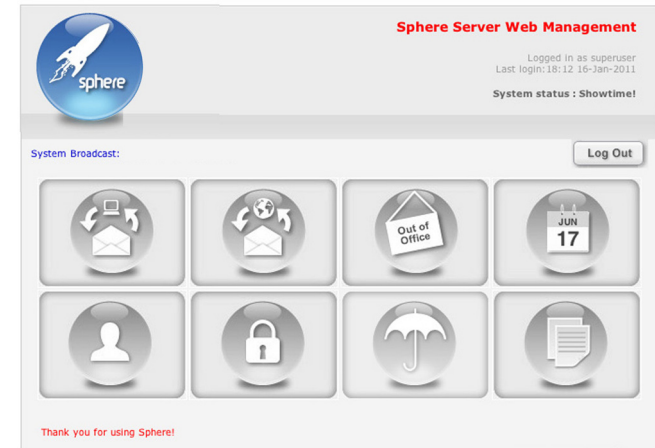 sphere
Sphere Server Web Management
Logged in as superuser
Last login:18:12 16-Jan-2011
System status : Showtime!
System Broadcast:
Log Out
Out of
Office
JUN
17
Thank you for using Sphere!